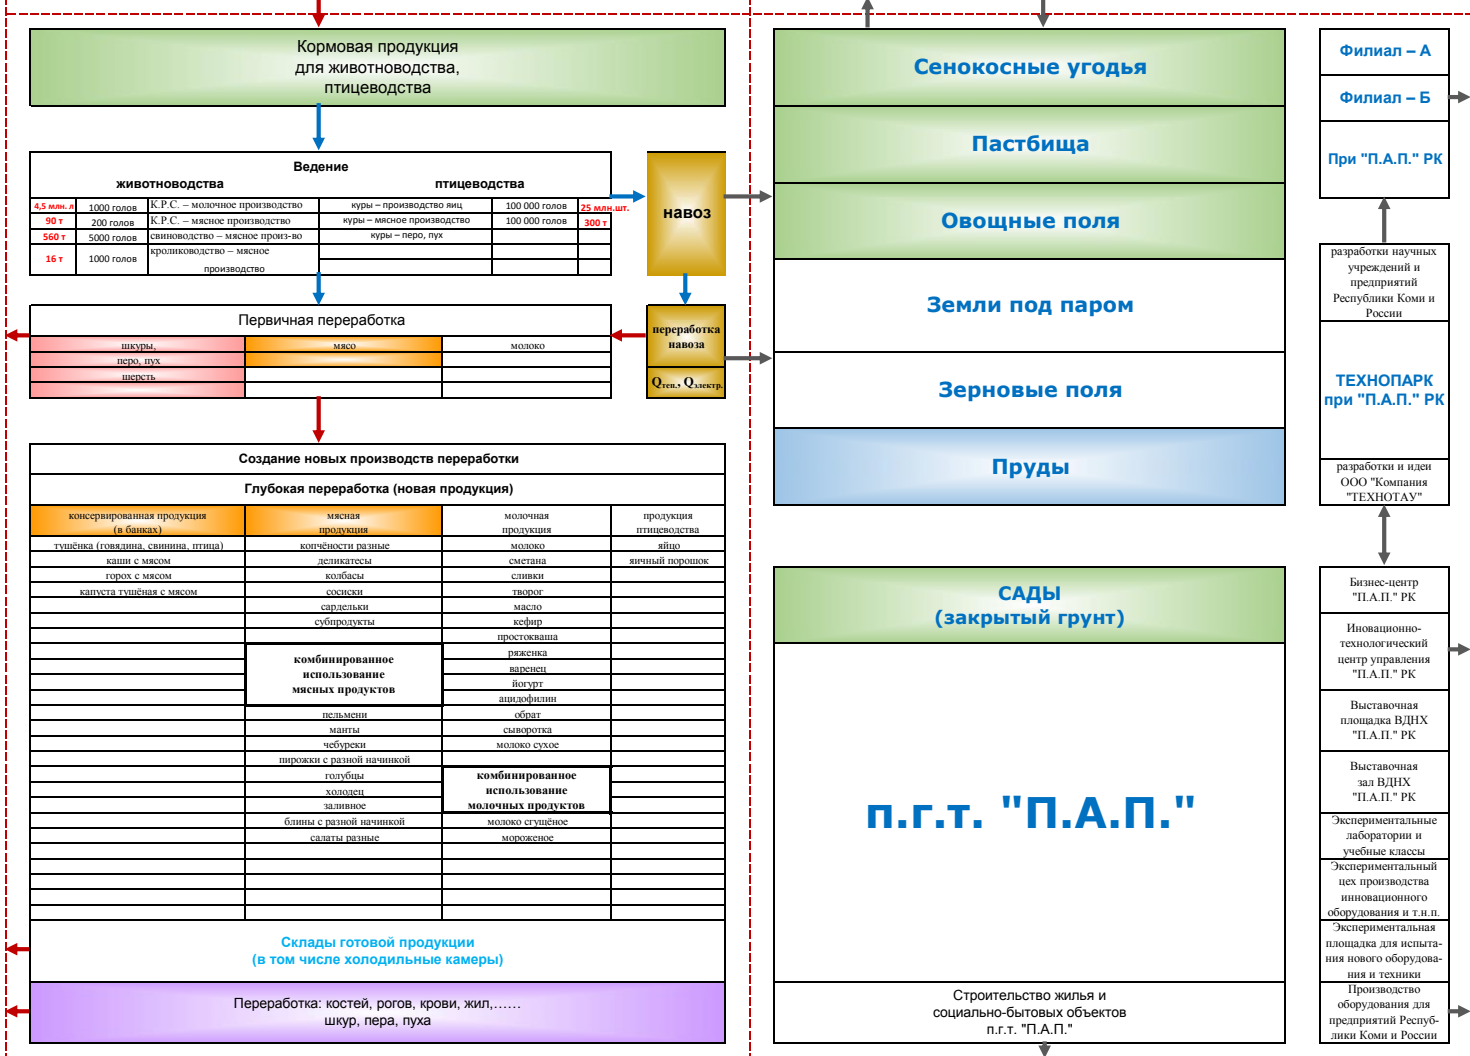 Кормовая продукция
для животноводства,
птицеводства
Ведение
животноводства
птицеводства
4,5 млн. л 1000 голов К.Р.С. – молочное производство куры – производство яиц 100 000 голов 25 млн.шт.
90 т 200 голов К.Р.С. – мясное производство куры – мясное производство 100 000 голов 300 т
560 т 5000 голов свиноводство – мясное произ-во куры – перо, пух
16 т 1000 голов кролиководство – мясное
производство
навоз
Первичная переработка
шкуры, мясо молоко
перо, пух
шерсть
переработка
навоза
Qтеп., Qэлектр.
Создание новых производств переработки
Глубокая переработка (новая продукция)
консервированная продукция мясная молочная продукция
(в банках) продукция продукция птицеводства
тушёнка (говядина, свинина, птица) копчёности разные молоко яйцо
каши с мясом деликатесы сметана яичный порошок
горох с мясом колбасы сливки
капуста тушёная с мясом сосиски творог
сардельки масло
субпродукты кефир
простокваша
комбинированное
использование
мясных продуктов
ряженка
варенец
йогурт
ацидофилин
пельмени обрат
манты сыворотка
чебуреки молоко сухое
пирожки с разной начинкой
голубцы
холодец
заливное
комбинированное
использование
молочных продуктов
блины с разной начинкой молоко сгущёное
салаты разные мороженое
Склады готовой продукции
(в том числе холодильные камеры)
Переработка: костей, рогов, крови, жил,……
шкур, пера, пуха
Сенокосные угодья
Пастбища
Овощные поля
Земли под паром
Зерновые поля
Пруды
САДЫ
(закрытый грунт)
п.г.т. "П.А.П."
Строительство жилья и
социально-бытовых объектов
п.г.т. "П.А.П."
Филиал – А
Филиал – Б
При "П.А.П." РК
разработки научных
учреждений и
предприятий
Республики Коми и
России
ТЕХНОПАРК
при "П.А.П." РК
разработки и идеи
ООО "Компания
"ТЕХНОТАУ"
Бизнес-центр
"П.А.П." РК
Иновационно-
технологический
центр управления
"П.А.П." РК
Выставочная
площадка ВДНХ
"П.А.П." РК
Выставочная
зал ВДНХ
"П.А.П." РК
Экспериментальные
лаборатории и
учебные классы
Экспериментальный
цех производства
инновационного
оборудования и т.н.п.
Экспериментальная
площадка для испыта-
ния нового оборудова-
ния и техники
Производство
оборудования для
предприятий Респуб-
лики Коми и России